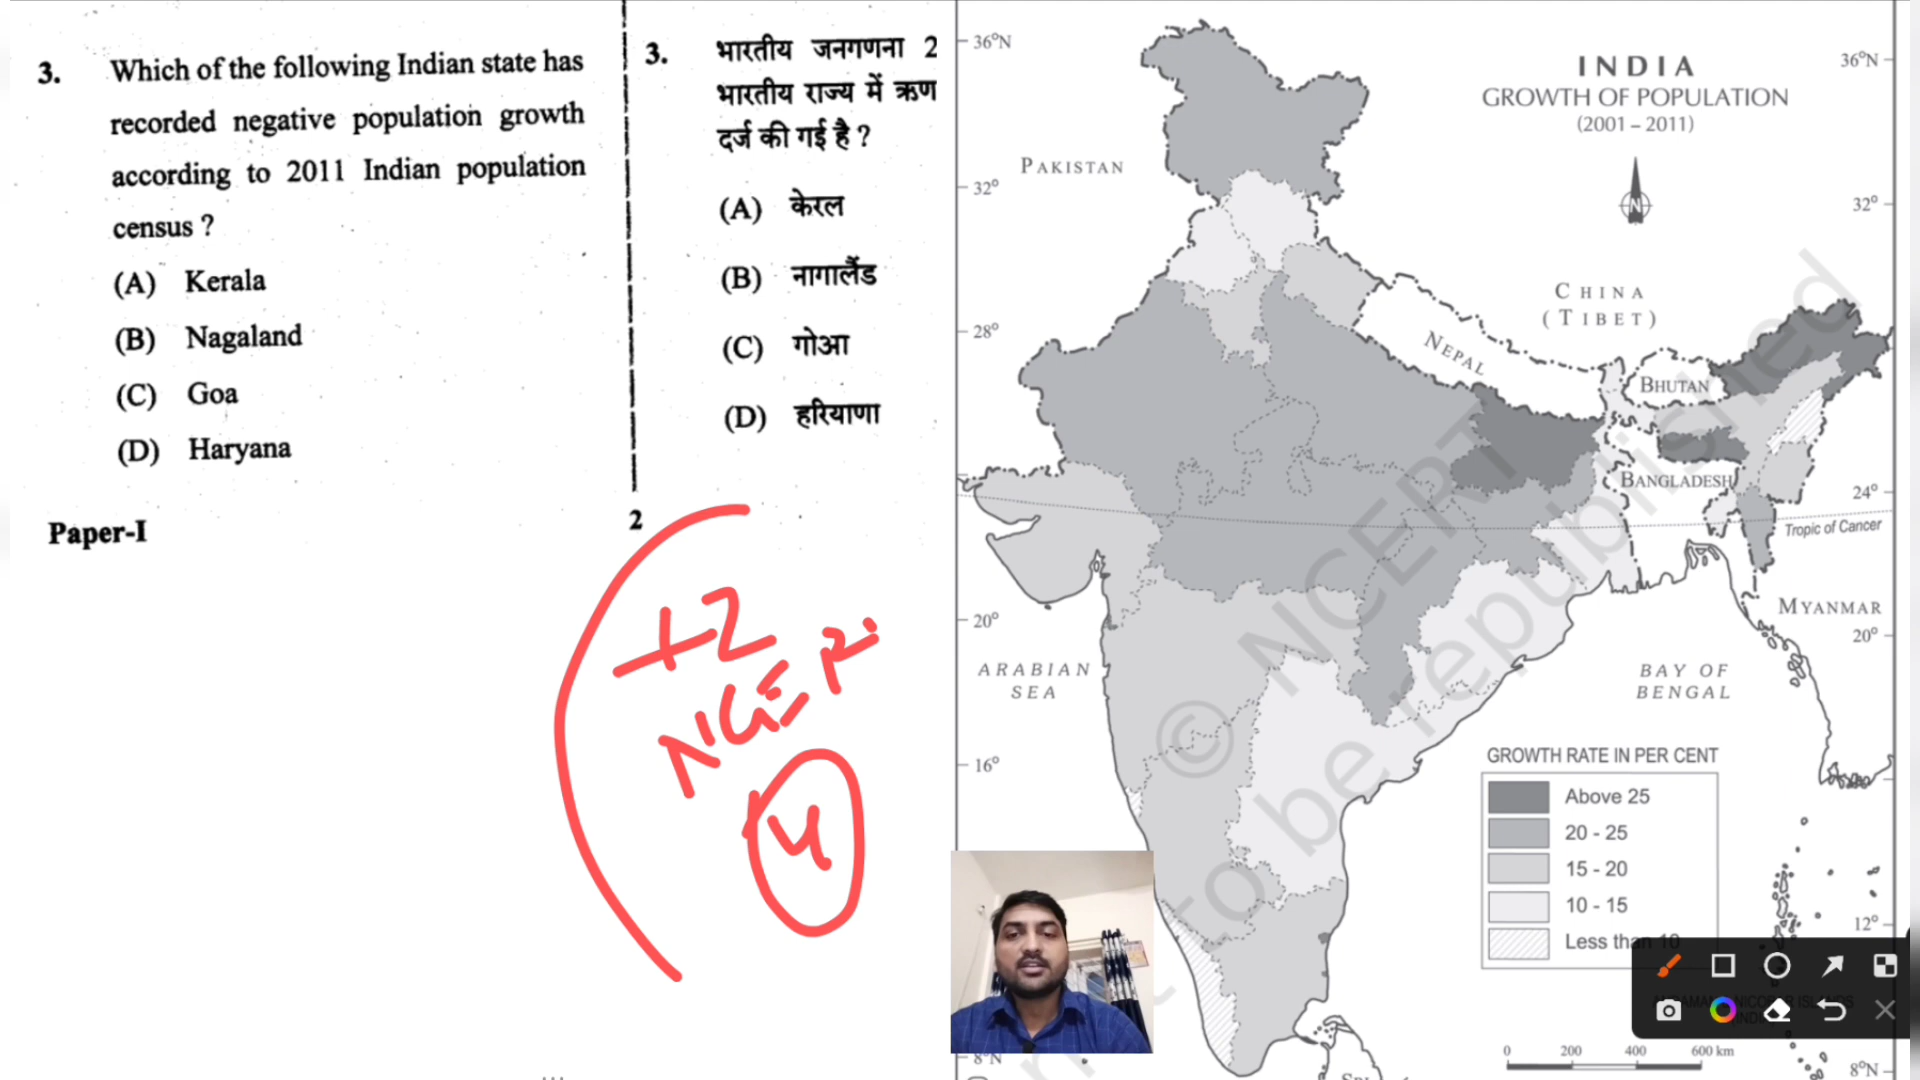 3. Which of the following Indian state has
recorded negative population growth
according to 2011 Indian population
census ?
(A) Kerala
(B) Nagaland
(C) Goa
(D) Haryana
Paper-I
2
3. भारतीय जनगणना 2
भारतीय राज्य में ऋण
दर्ज की गई है ?
(A) केरल
(B) नागालैंड
(C) गोआ
(D) हरियाणा
+2
NCER
4
INDIA
GROWTH OF POPULATION
(2001 – 2011)
36°N
36°N
PAKISTAN
32°
32°
N
CHINA
(TIBET)
28°
NEPAL
BHUTAN
BANGLADESH
24°
Tropic of Cancer
MYANMAR
20°
20°
ARABIAN
SEA
BAY OF
BENGAL
16°
© NCERT
not to be republished
GROWTH RATE IN PER CENT
Above 25
20 - 25
15 - 20
10 - 15
Less than 10
12°
8°N
8°N
0 200 400 600 km